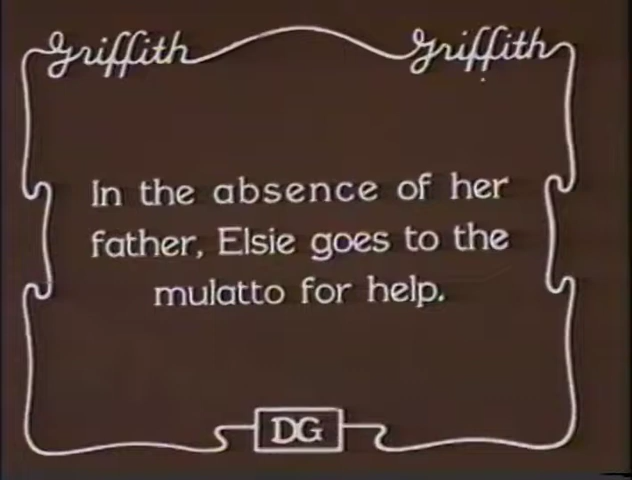 Griffith Griffith
In the absence of her
father, Elsie goes to the
mulatto for help.
DG